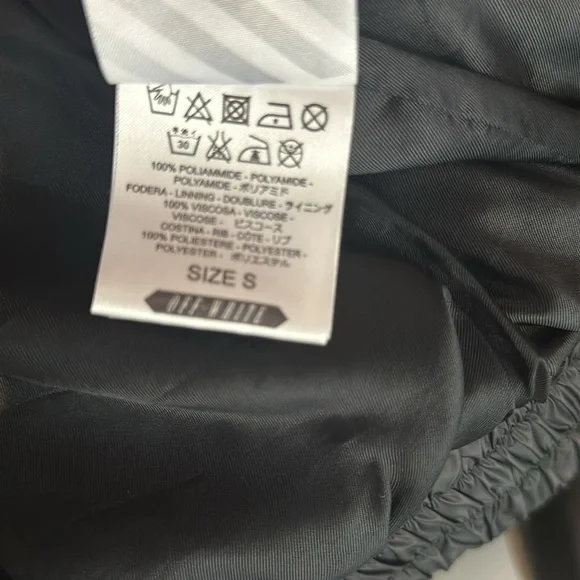 30
100% POLIAMMIDE - POLYAMIDE -
POLYAMIDE - ポリアミド
FODERA - LINNING - DOUBLURE - ライニング
100% VISCOSA - VISCOSE -
VISCOSE - ビスコース
COSTINA - RIB - CÔTE - リブ
100% POLIESTERE - POLYESTER -
POLYESTER - ポリエステル
SIZE S
OFF-WHITE